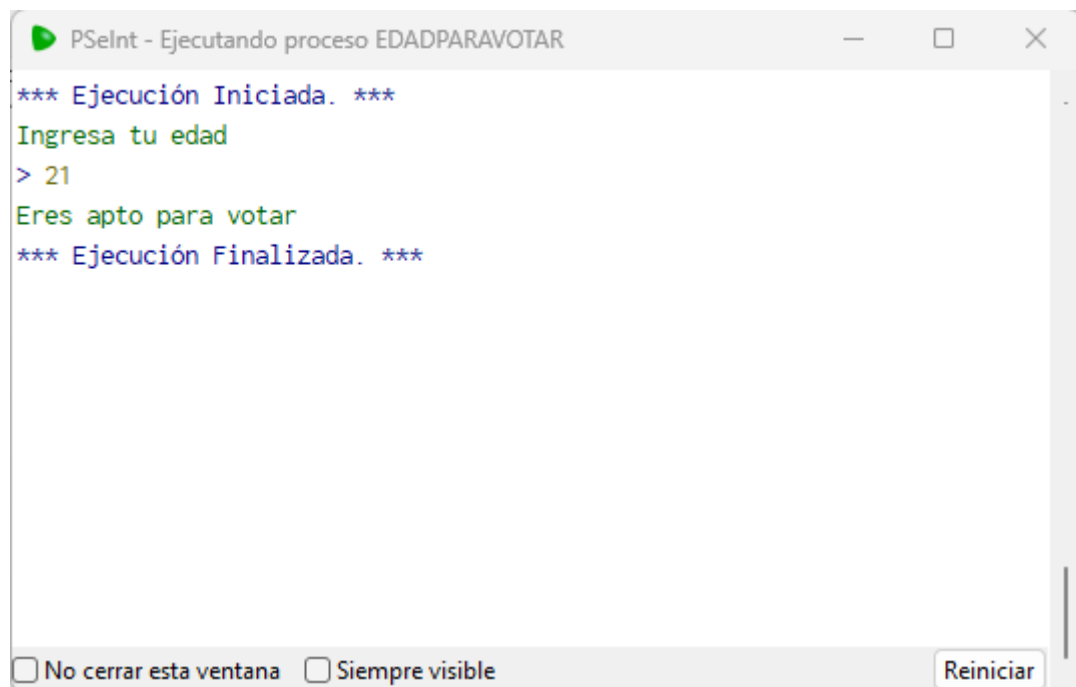 PSeInt - Ejecutando proceso EDADPARAVOTAR
*** Ejecución Iniciada. ***
Ingresa tu edad
> 21
Eres apto para votar
*** Ejecución Finalizada. ***
No cerrar esta ventana Siempre visible Reiniciar